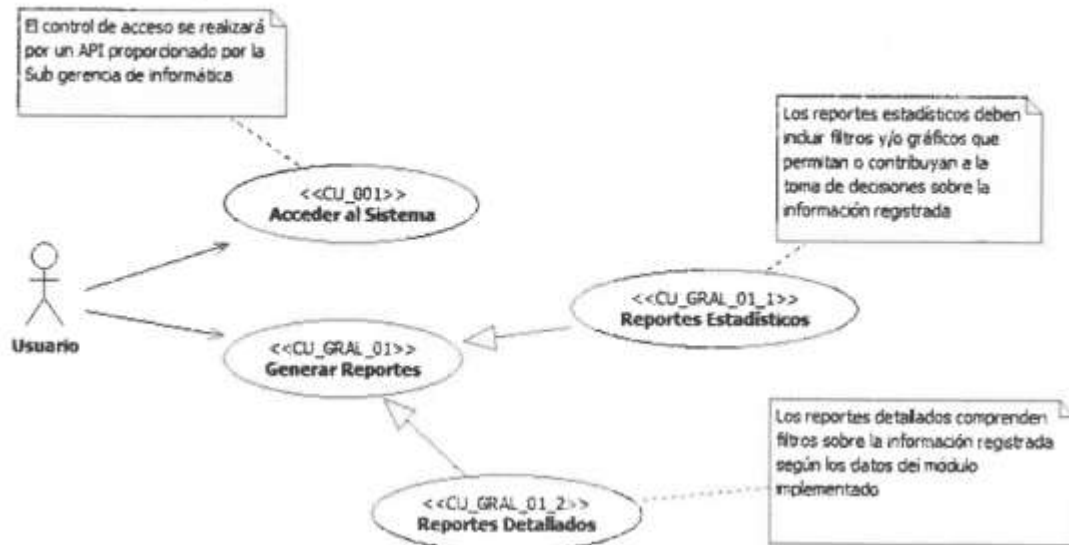 El control de acceso se realizará
por un API proporcionado por la
Sub gerencia de informática
Los reportes estadísticos deben
incluir filtros y/o gráficos que
permitan o contribuyan a la
toma de decisiones sobre la
información registrada
<<CU_001>>
Acceder al Sistema
<<CU_GRAL_01_1>>
Reportes Estadísticos
Usuario
<<CU_GRAL_01>>
Generar Reportes
Los reportes detallados comprenden
filtros sobre la información registrada
según los datos del módulo
implementado
<<CU_GRAL_01_2>>
Reportes Detallados